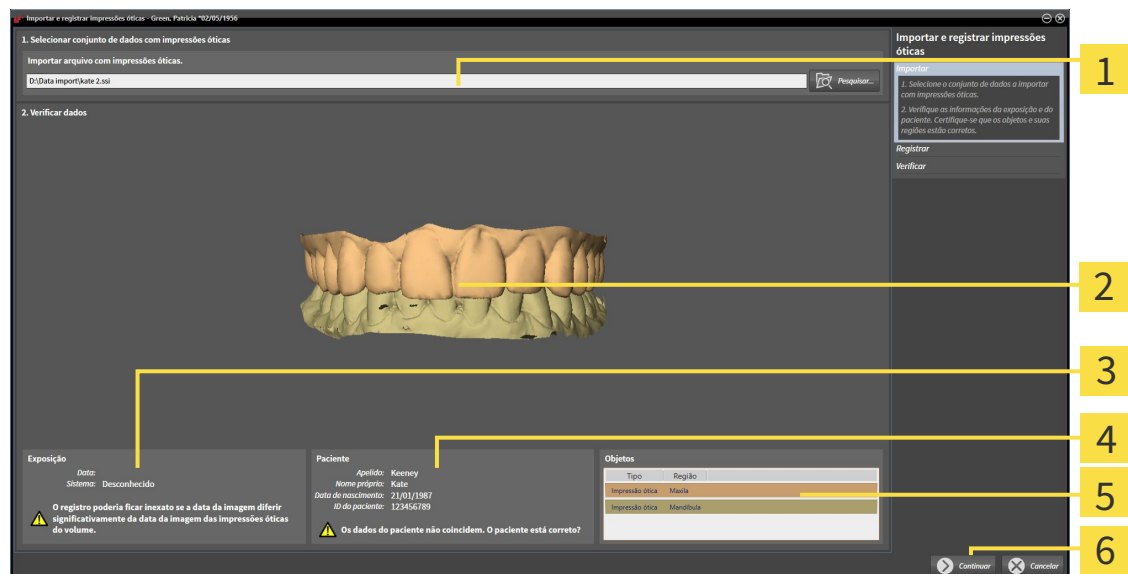 Importar e registrar impressões óticas - Green, Patricia *02/05/1956
1. Selecionar conjunto de dados com impressões óticas
Importar arquivo com impressões óticas.
D:\Data import\kate 2.ssi
Pesquisar...
2. Verificar dados
Exposição
Data:
Sistema: Desconhecido
O registro poderia ficar inexato se a data da imagem diferir
significativamente da data da imagem das impressões óticas
do volume.
Paciente
Apelido: Keeney
Nome próprio: Kate
Data de nascimento: 21/01/1987
ID do paciente: 123456789
Os dados do paciente não coincidem. O paciente está correto?
Objetos
Tipo Região
Impressão ótica Maxila
Impressão ótica Mandíbula
Importar e registrar impressões
óticas
Importar
1. Selecione o conjunto de dados a importar
com impressões óticas.
2. Verifique as informações da exposição e do
paciente. Certifique-se que os objetos e suas
regiões estão corretos.
Registrar
Verificar
Continuar
Cancelar
1
2
3
4
5
6